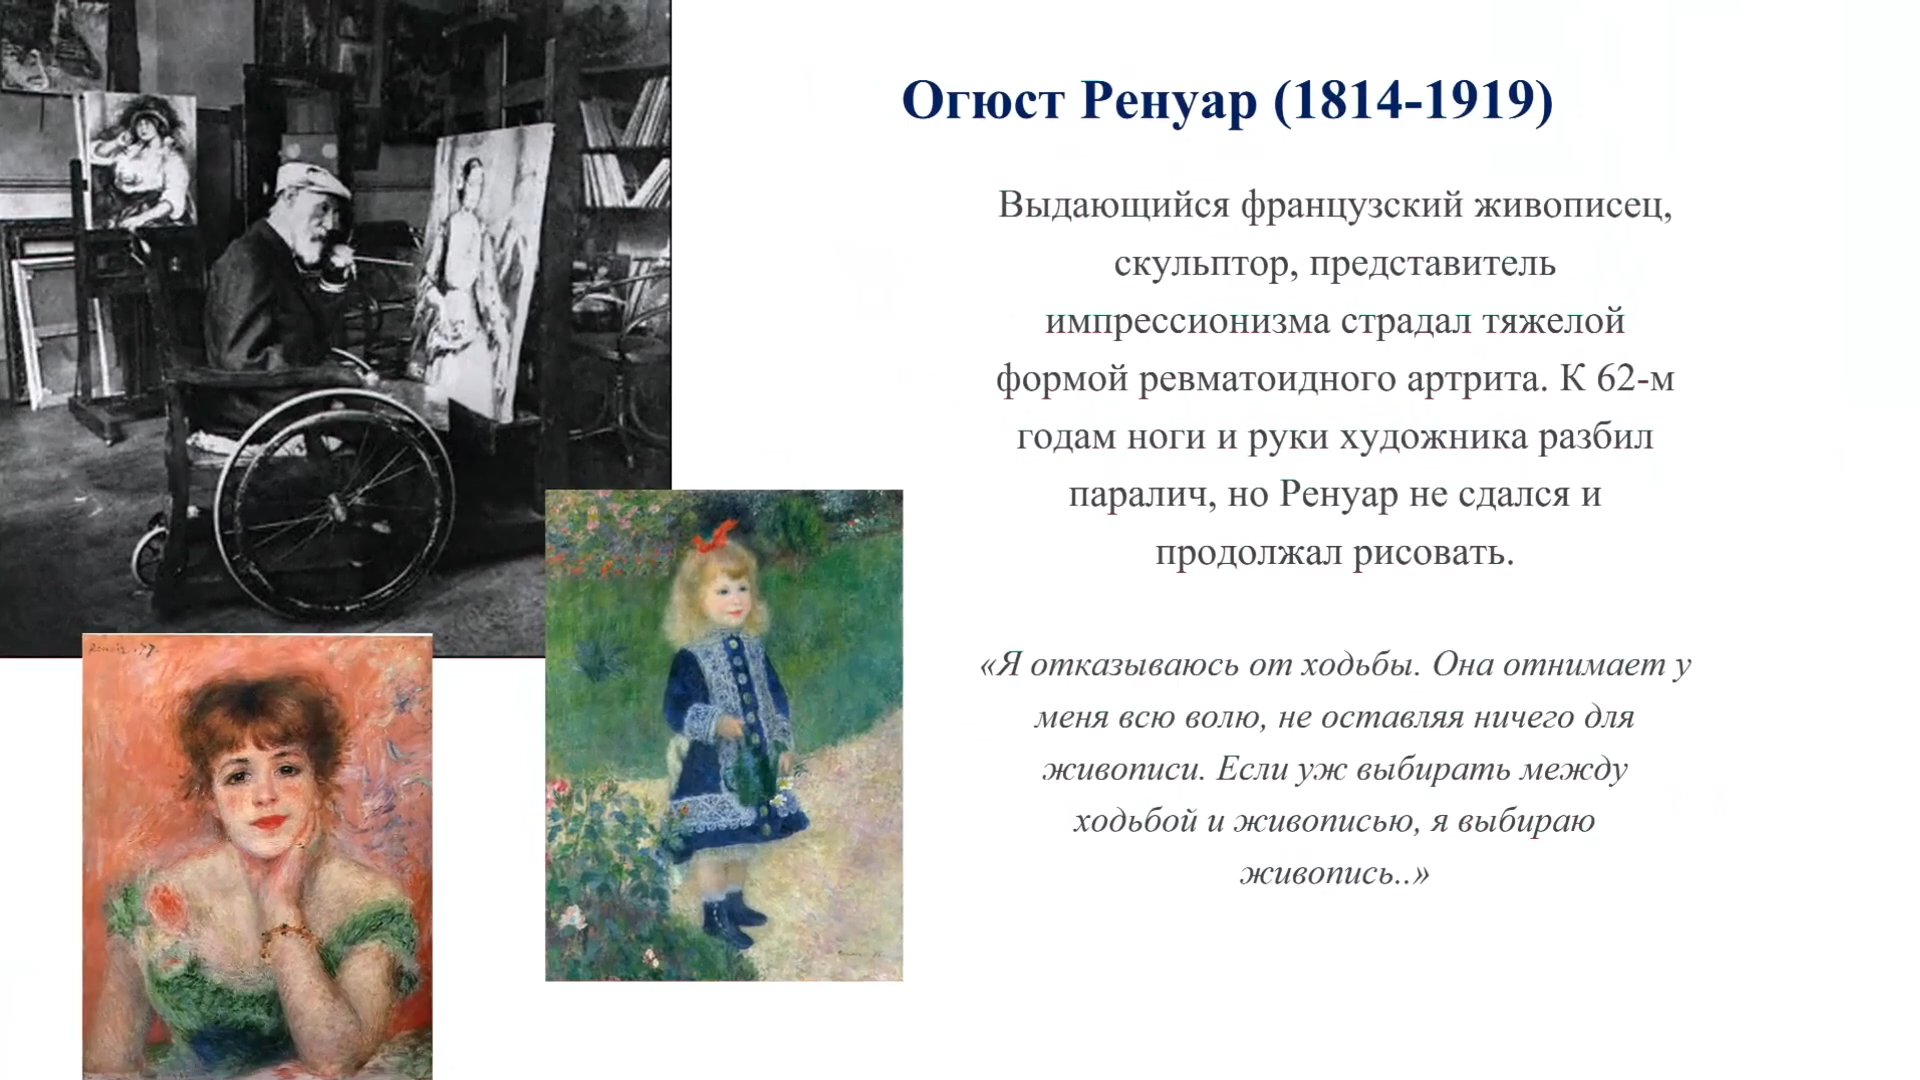 Огюст Ренуар (1814-1919)
Выдающийся французский живописец,
скульптор, представитель
импрессионизма страдал тяжелой
формой ревматоидного артрита. К 62-м
годам ноги и руки художника разбил
паралич, но Ренуар не сдался и
продолжал рисовать.
«Я отказываюсь от ходьбы. Она отнимает у
меня всю волю, не оставляя ничего для
живописи. Если уж выбирать между
ходьбой и живописью, я выбираю
живопись..»
Renoir. 77.